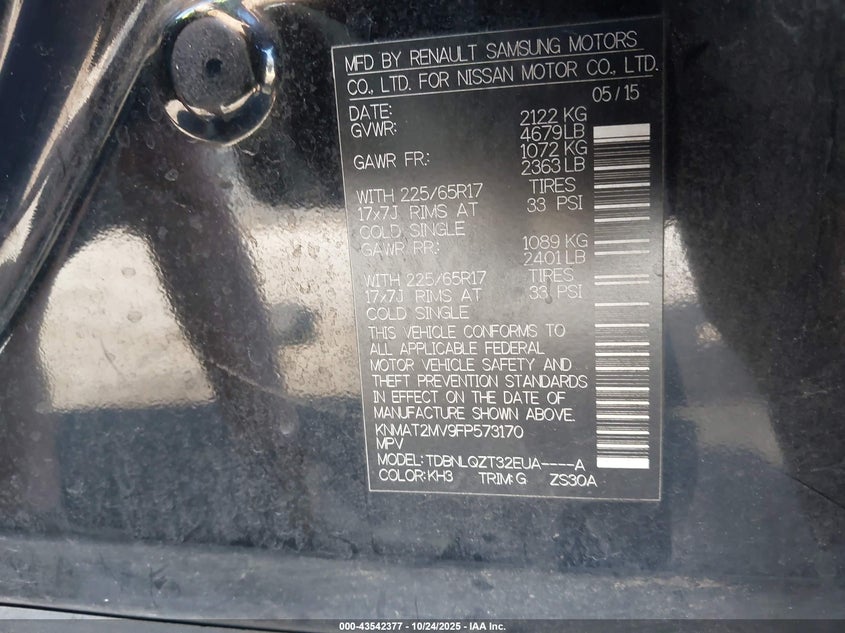 MFD BY RENAULT SAMSUNG MOTORS
CO., LTD. FOR NISSAN MOTOR CO., LTD.
DATE: 05/15
GVWR: 2122 KG
4679 LB
GAWR FR.: 1072 KG
2363 LB
WITH 225/65R17 TIRES
17x7J RIMS AT 33 PSI
COLD SINGLE
GAWR RR.: 1089 KG
2401 LB
WITH 225/65R17 TIRES
17x7J RIMS AT 33 PSI
COLD SINGLE
THIS VEHICLE CONFORMS TO
ALL APPLICABLE FEDERAL
MOTOR VEHICLE SAFETY AND
THEFT PREVENTION STANDARDS
IN EFFECT ON THE DATE OF
MANUFACTURE SHOWN ABOVE.
KNMAT2MV9FP573170
MPV
MODEL: TDBNLQZT32EUA----A
COLOR: KH3 TRIM: G ZS30A
000-43542377 - 10/24/2025 - IAA Inc.